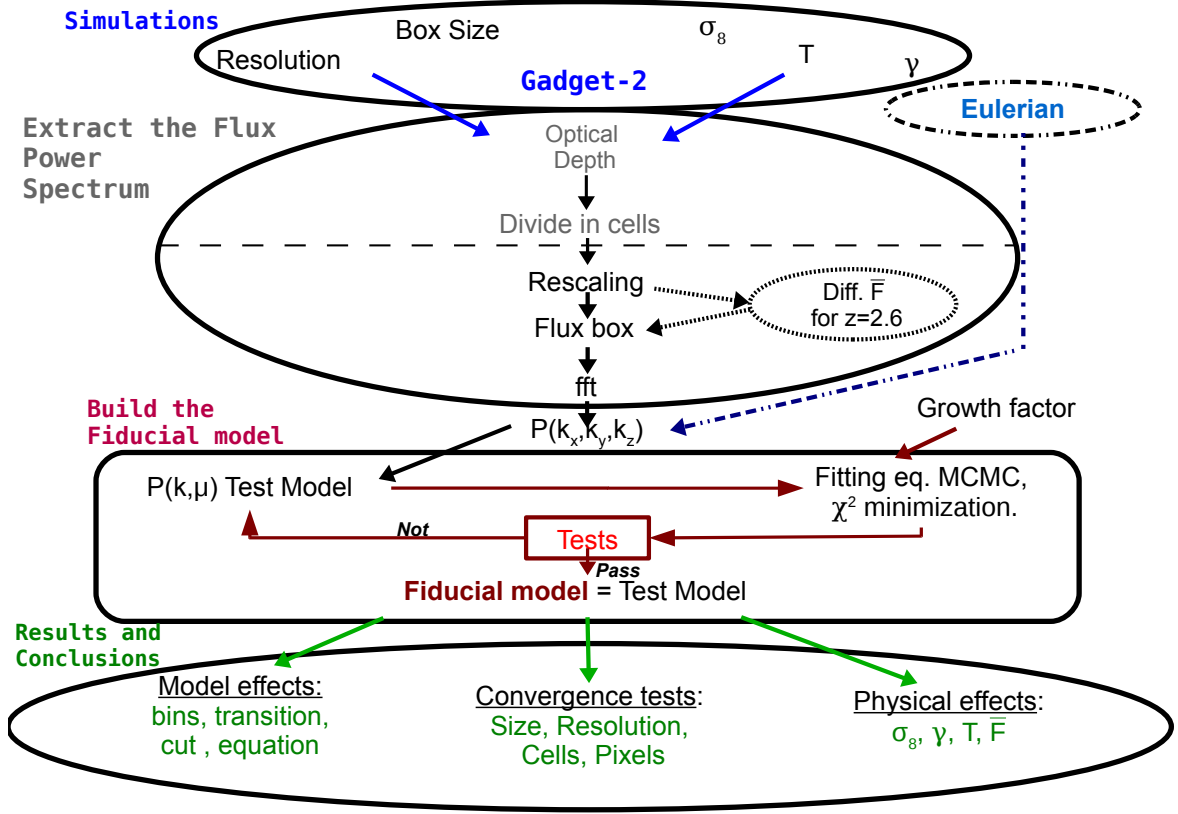 Simulations
Box Size
σ8
Resolution
T
γ
Gadget-2
Eulerian
Extract the Flux
Power
Spectrum
Optical
Depth
Divide in cells
Rescaling
Diff. F̅
for z=2.6
Flux box
fft
Build the
Fiducial model
Growth factor
P(kx,ky,kz)
P(k,μ) Test Model
Fitting eq. MCMC,
χ² minimization.
Not
Tests
Pass
Fiducial model = Test Model
Results and
Conclusions
Model effects:
bins, transition,
cut , equation
Convergence tests:
Size, Resolution,
Cells, Pixels
Physical effects:
σ8, γ, T, F̅